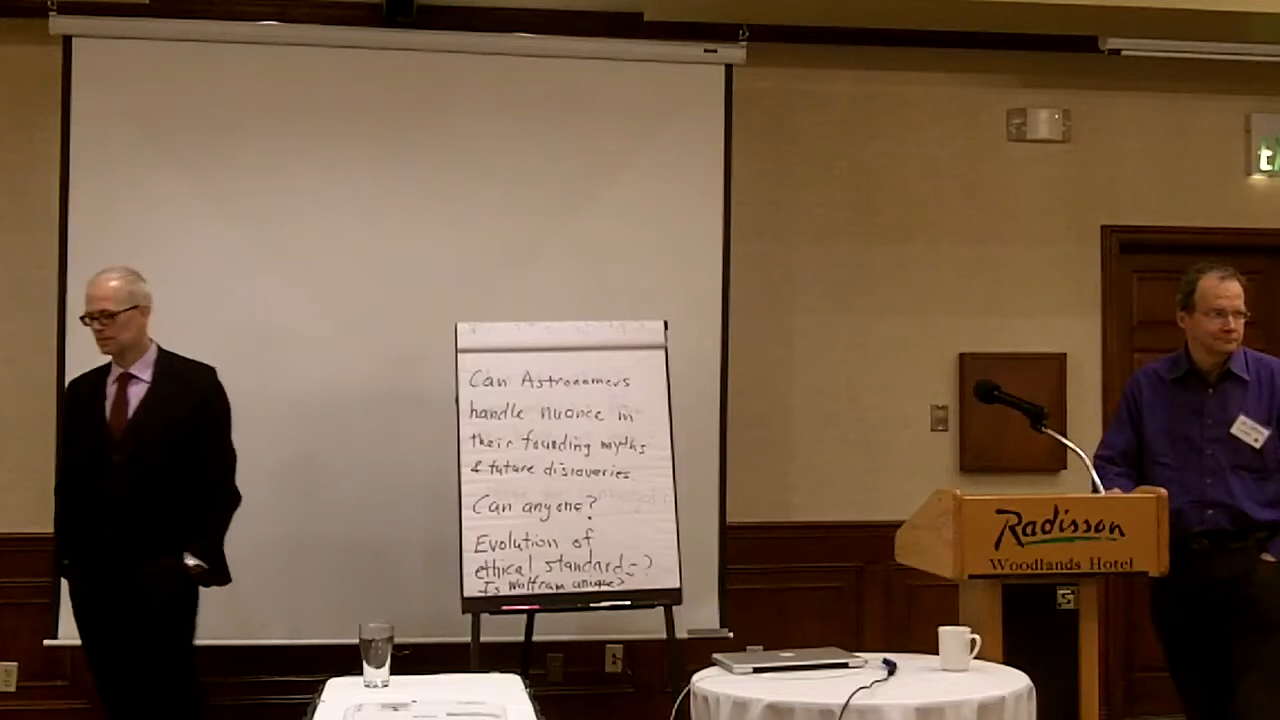 Can Astronomers
handle nuance in
their founding myths
& future discoveries
Can anyone?
Evolution of
ethical standards?
Is Wolfram unique?
Radisson
Woodlands Hotel